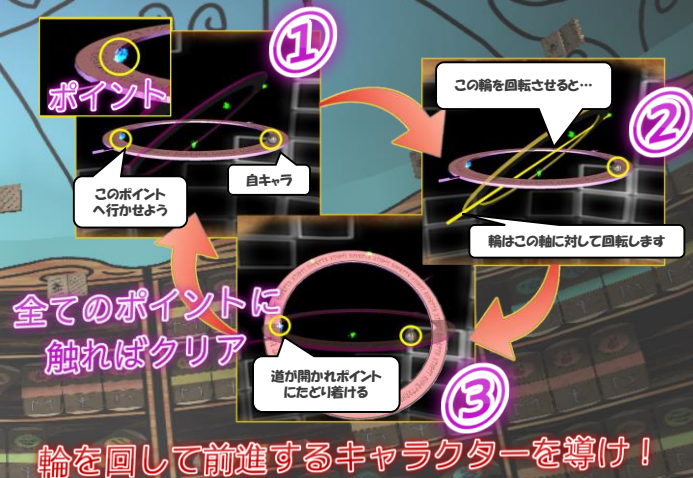 ①
ポイント
このポイント
へ行かせよう
自キャラ
②
この輪を回転させると…
輪はこの軸に対して回転します
③
道が開かれポイント
にたどり着ける
全てのポイントに
触ればクリア
輪を回して前進するキャラクターを導け！